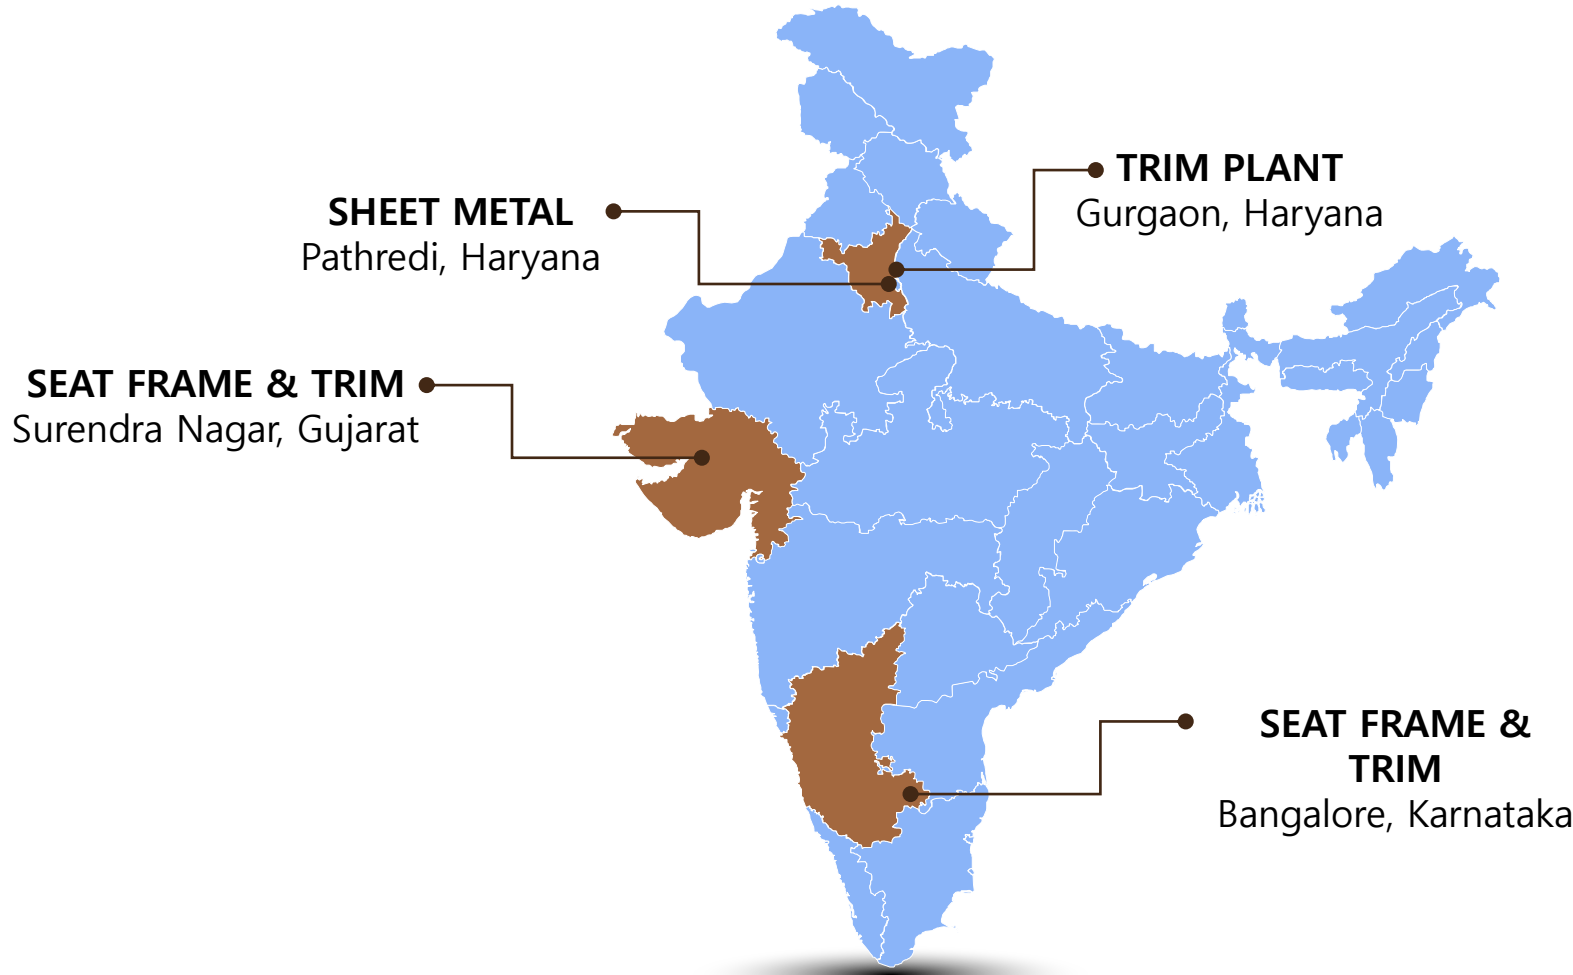 TRIM PLANT
Gurgaon, Haryana
SHEET METAL
Pathredi, Haryana
SEAT FRAME & TRIM
Surendra Nagar, Gujarat
SEAT FRAME &
TRIM
Bangalore, Karnataka